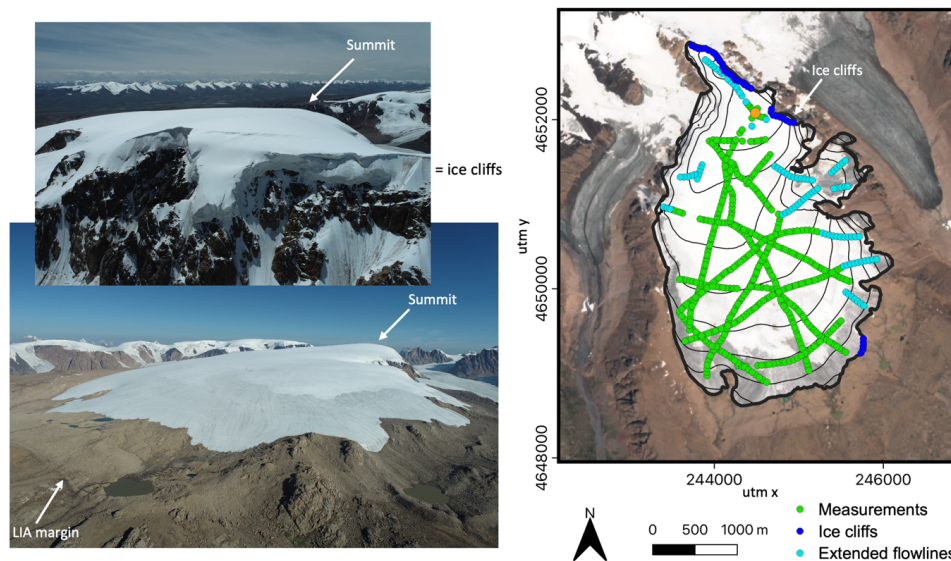 Summit
= ice cliffs
Summit
LIA margin
Ice cliffs
utm y
4652000
4650000
4648000
244000
246000
utm x
N
0 500 1000 m
Measurements
Ice cliffs
Extended flowlines